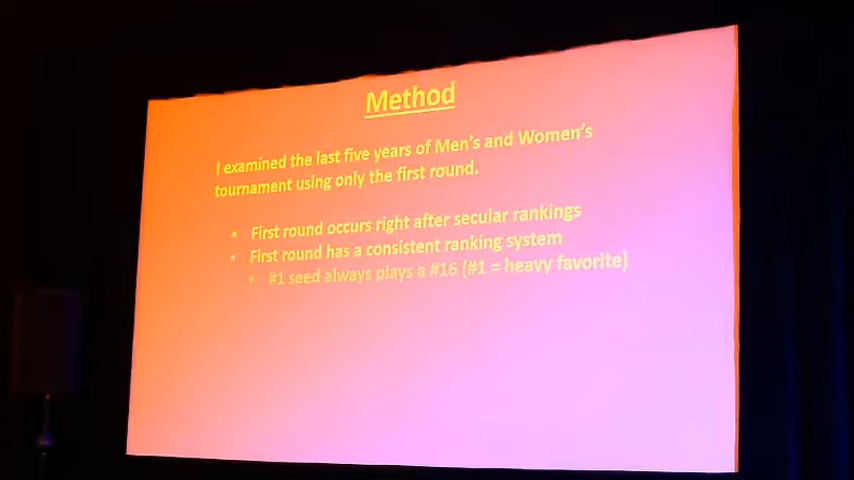 Method
I examined the last five years of Men's and Women's
tournament using only the first round.
• First round occurs right after secular rankings
• First round has a consistent ranking system
• #1 seed always plays a #16 (#1 = heavy favorite)